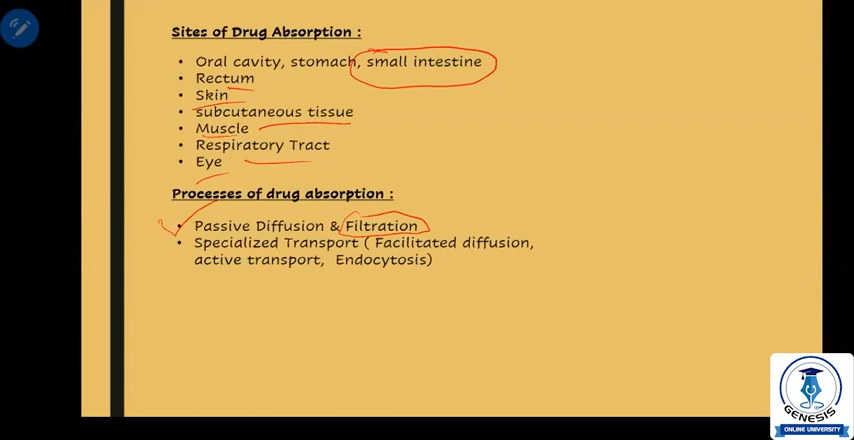 Sites of Drug Absorption :
• Oral cavity, stomach, small intestine
• Rectum
• Skin
• subcutaneous tissue
• Muscle
• Respiratory Tract
• Eye
Processes of drug absorption :
• Passive Diffusion & Filtration
• Specialized Transport ( Facilitated diffusion,
active transport, Endocytosis)
GENESIS
ONLINE UNIVERSITY